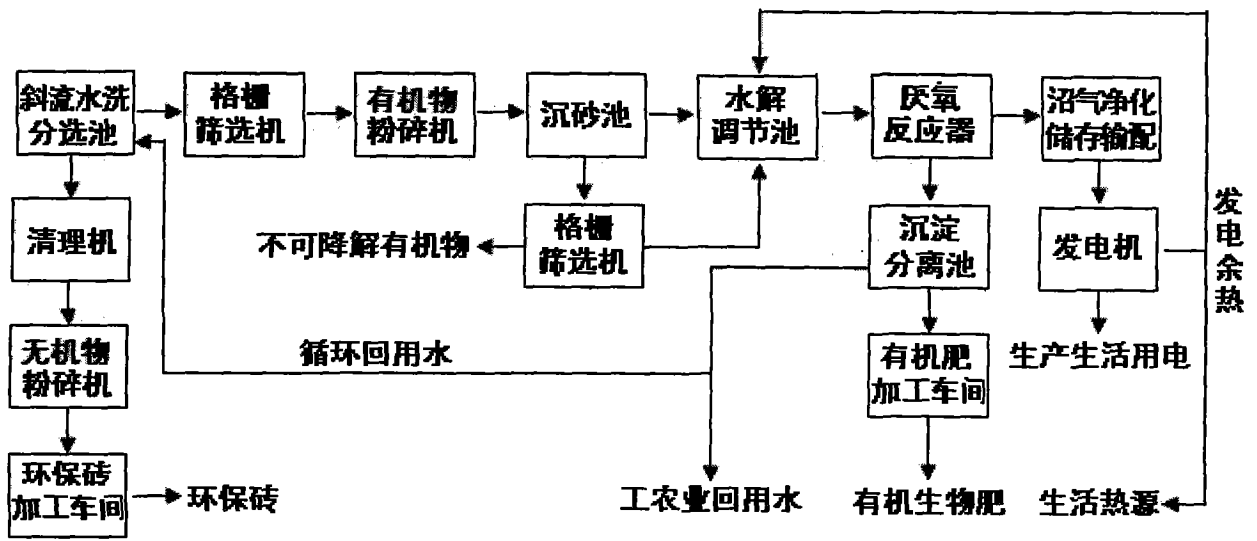 斜流水洗
分选池
格栅
筛选机
有机物
粉碎机
沉砂池
水解
调节池
厌氧
反应器
沼气净化
储存输配
清理机
不可降解有机物
格栅
筛选机
沉淀
分离池
发电机
发电余热
无机物
粉碎机
循环回用水
有机肥
加工车间
生产生活用电
环保砖
加工车间
环保砖
工农业回用水
有机生物肥
生活热源